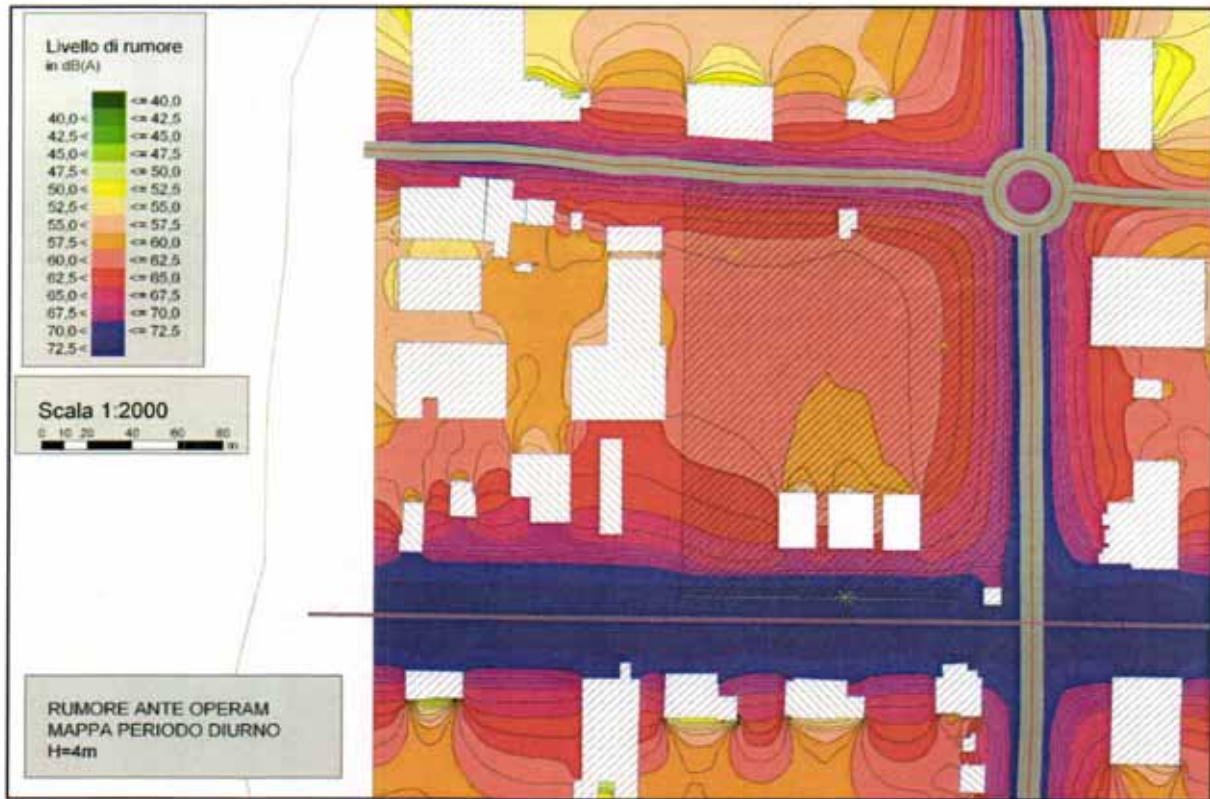 Livello di rumore
in dB(A)
<= 40,0
40,0 < <= 42,5
42,5 < <= 45,0
45,0 < <= 47,5
47,5 < <= 50,0
50,0 < <= 52,5
52,5 < <= 55,0
55,0 < <= 57,5
57,5 < <= 60,0
60,0 < <= 62,5
62,5 < <= 65,0
65,0 < <= 67,5
67,5 < <= 70,0
70,0 < <= 72,5
72,5 <
Scala 1:2000
0 10 20 40 60 80
m
RUMORE ANTE OPERAM
MAPPA PERIODO DIURNO
H=4m